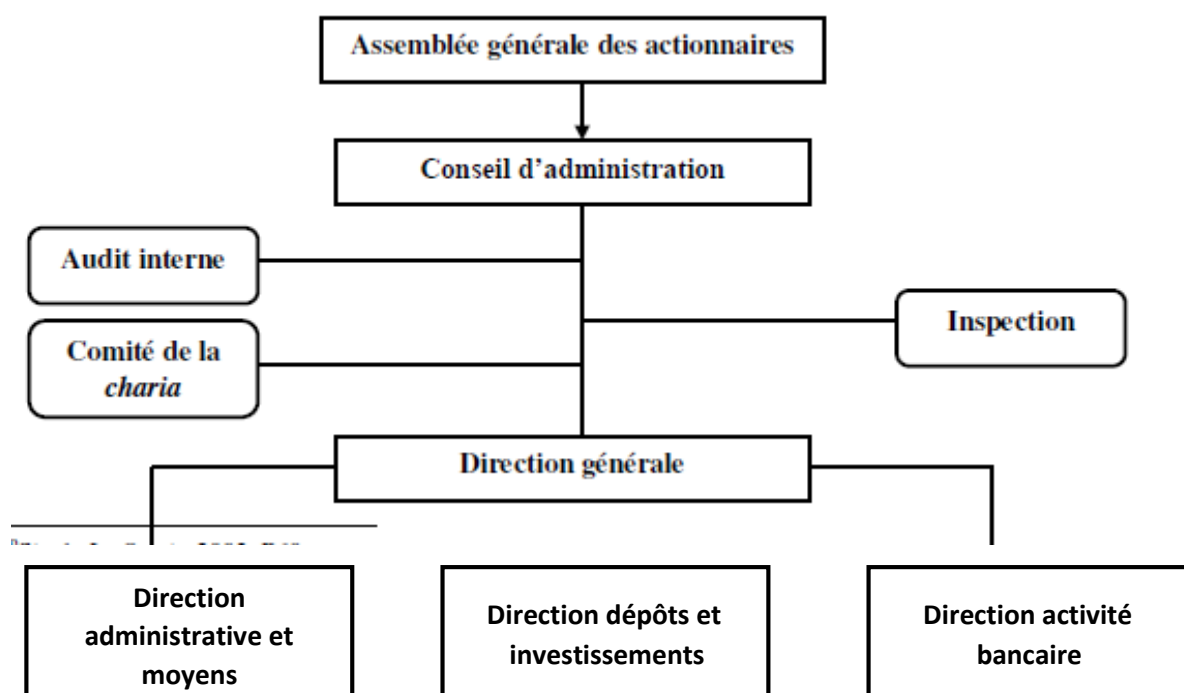 Assemblée générale des actionnaires
Conseil d'administration
Audit interne
Inspection
Comité de la
charia
Direction générale
Direction
administrative et
moyens
Direction dépôts et
investissements
Direction activité
bancaire